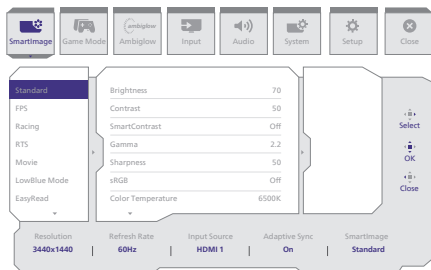 ambiglow
SmartImage Game Mode Ambiglow Input Audio System Setup Close
Standard Brightness 70
FPS Contrast 50
Racing SmartContrast Off
RTS Gamma 2.2
Movie Sharpness 50
LowBlue Mode sRGB Off
EasyRead Color Temperature 6500K
Select
OK
Close
Resolution Refresh Rate Input Source Adaptive Sync SmartImage
3440x1440 | 60Hz | HDMI 1 | On | Standard